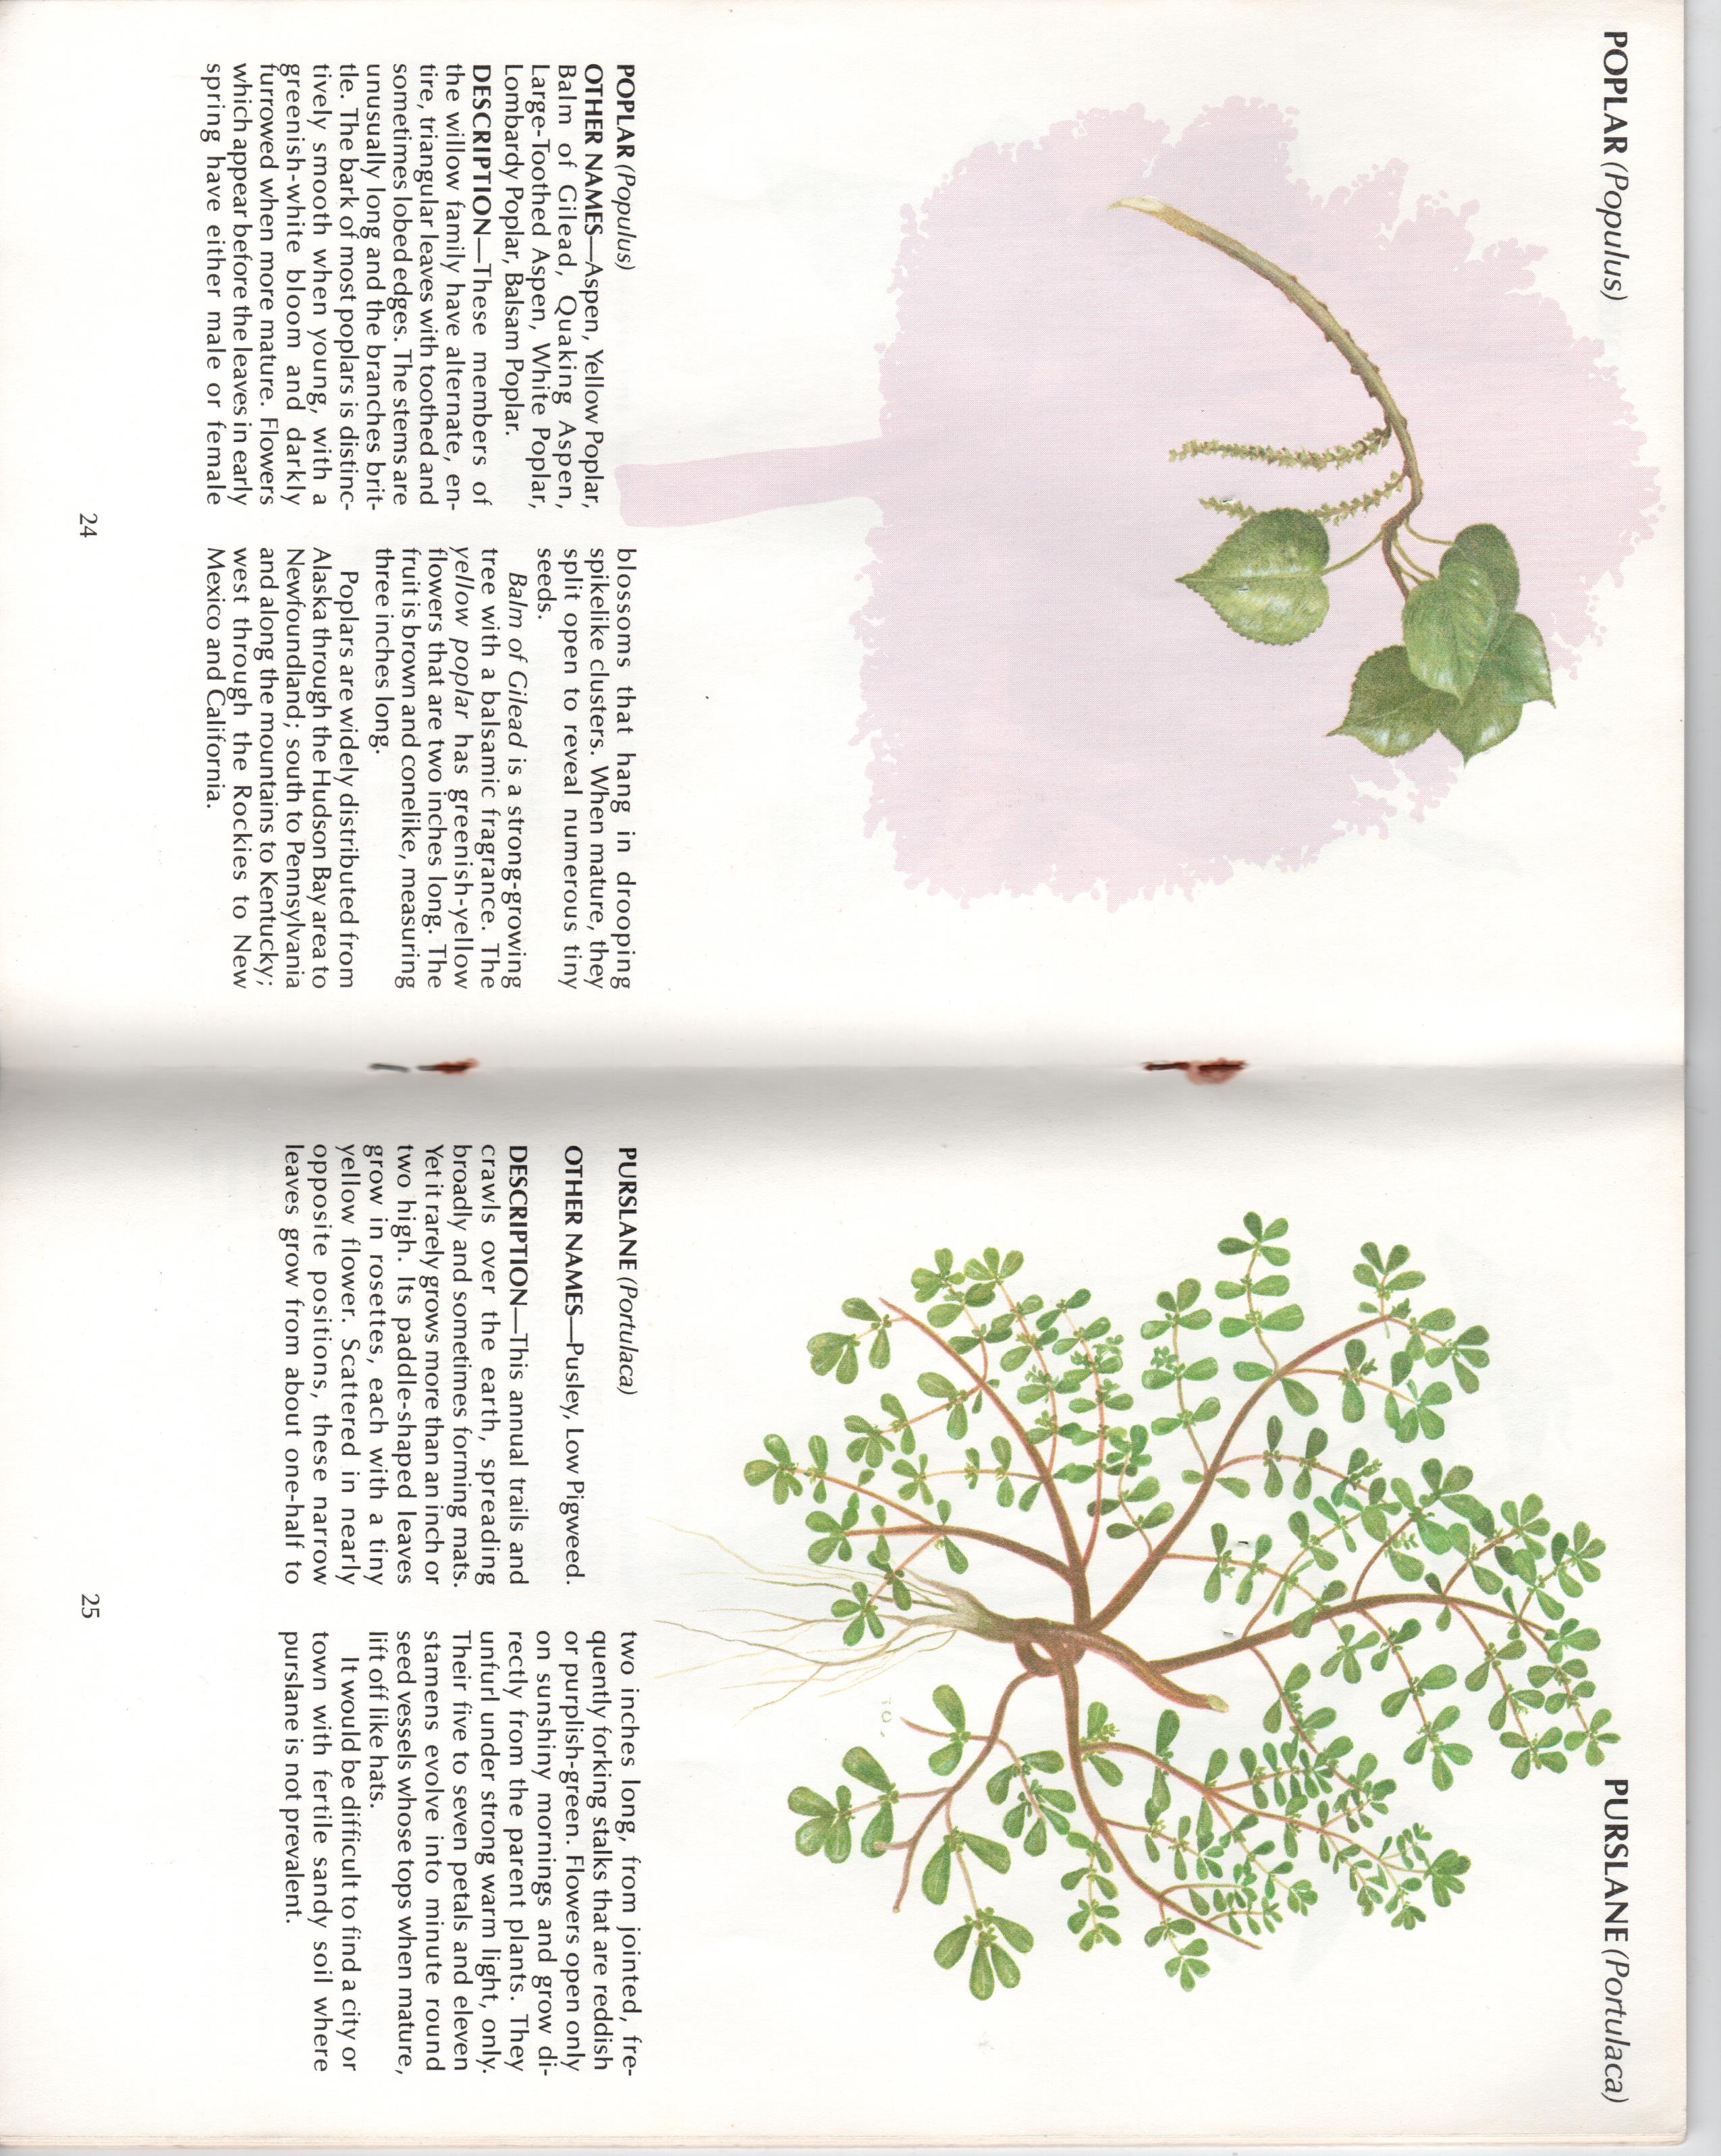 POPLAR (Populus)
POPLAR (Populus)
OTHER NAMES—Aspen, Yellow Poplar,
Balm of Gilead, Quaking Aspen,
Large-Toothed Aspen, White Poplar,
Lombardy Poplar, Balsam Poplar.
DESCRIPTION—These members of
the willow family have alternate, en-
tire, triangular leaves with toothed and
sometimes lobed edges. The stems are
unusually long and the branches brit-
tle. The bark of most poplars is distinc-
tively smooth when young, with a
greenish-white bloom and darkly
furrowed when more mature. Flowers
which appear before the leaves in early
spring have either male or female
blossoms that hang in drooping
spikelike clusters. When mature, they
split open to reveal numerous tiny
seeds.
Balm of Gilead is a strong-growing
tree with a balsamic fragrance. The
yellow poplar has greenish-yellow
flowers that are two inches long. The
fruit is brown and conelike, measuring
three inches long.
Poplars are widely distributed from
Alaska through the Hudson Bay area to
Newfoundland; south to Pennsylvania
and along the mountains to Kentucky;
west through the Rockies to New
Mexico and California.
24
PURSLANE (Portulaca)
PURSLANE (Portulaca)
OTHER NAMES—Pusley, Low Pigweed.
DESCRIPTION—This annual trails and
crawls over the earth, spreading
broadly and sometimes forming mats.
Yet it rarely grows more than an inch or
two high. Its paddle-shaped leaves
grow in rosettes, each with a tiny
yellow flower. Scattered in nearly
opposite positions, these narrow
leaves grow from about one-half to
two inches long, from jointed, fre-
quently forking stalks that are reddish
or purplish-green. Flowers open only
on sunshiny mornings and grow di-
rectly from the parent plants. They
unfurl under strong warm light, only.
Their five to seven petals and eleven
stamens evolve into minute round
seed vessels whose tops when mature,
lift off like hats.
It would be difficult to find a city or
town with fertile sandy soil where
purslane is not prevalent.
25